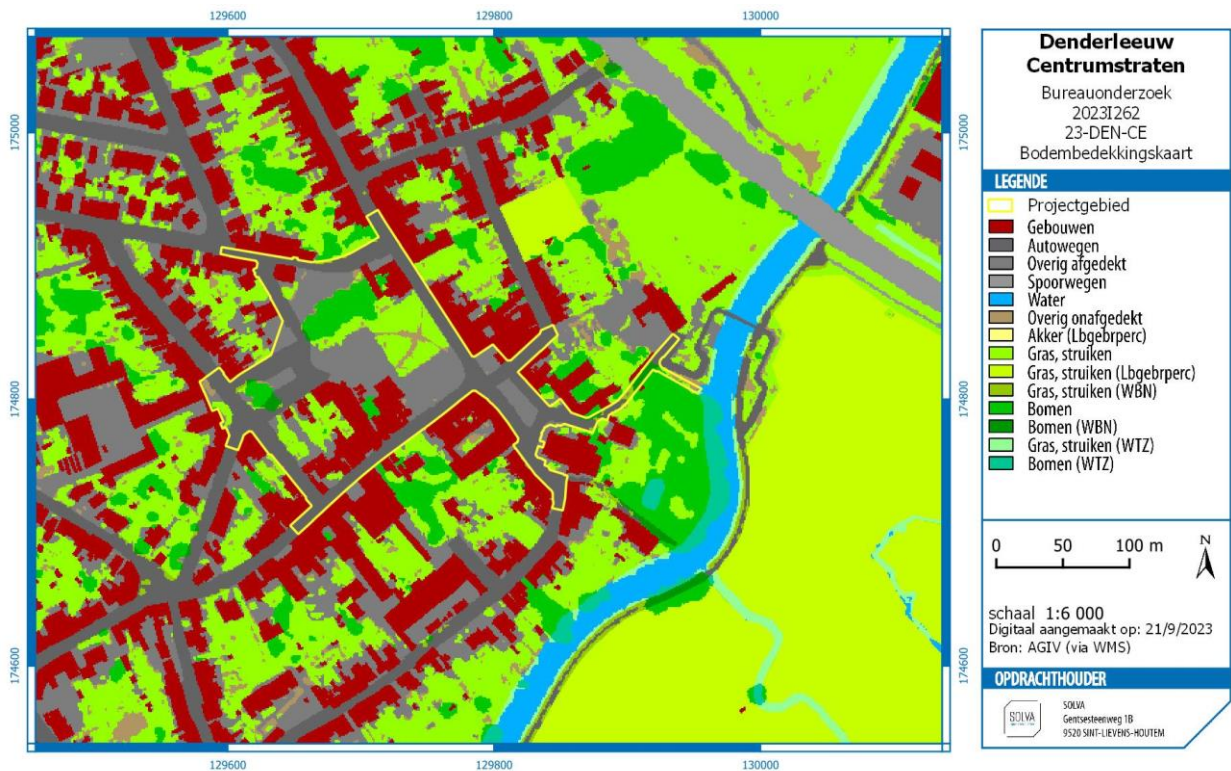 129600
129800
130000
175000
174800
174600
175000
174800
174600
129600
129800
130000
Denderleeuw
Centrumstraten
Bureauonderzoek
2023I262
23-DEN-CE
Bodembedekkingskaart
LEGENDE
Projectgebied
Gebouwen
Autowegen
Overig afgedekt
Spoorwegen
Water
Overig onafgedekt
Akker (Lbgebrperc)
Gras, struiken
Gras, struiken (Lbgebrperc)
Gras, struiken (WBN)
Bomen
Bomen (WBN)
Gras, struiken (WTZ)
Bomen (WTZ)
0 50 100 m
N
schaal 1:6 000
Digitaal aangemaakt op: 21/9/2023
Bron: AGIV (via WMS)
OPDRACHTHOUDER
SOLVA
SOLVA
Gentsesteenweg 1B
9520 SINT-LIEVENS-HOUTEM